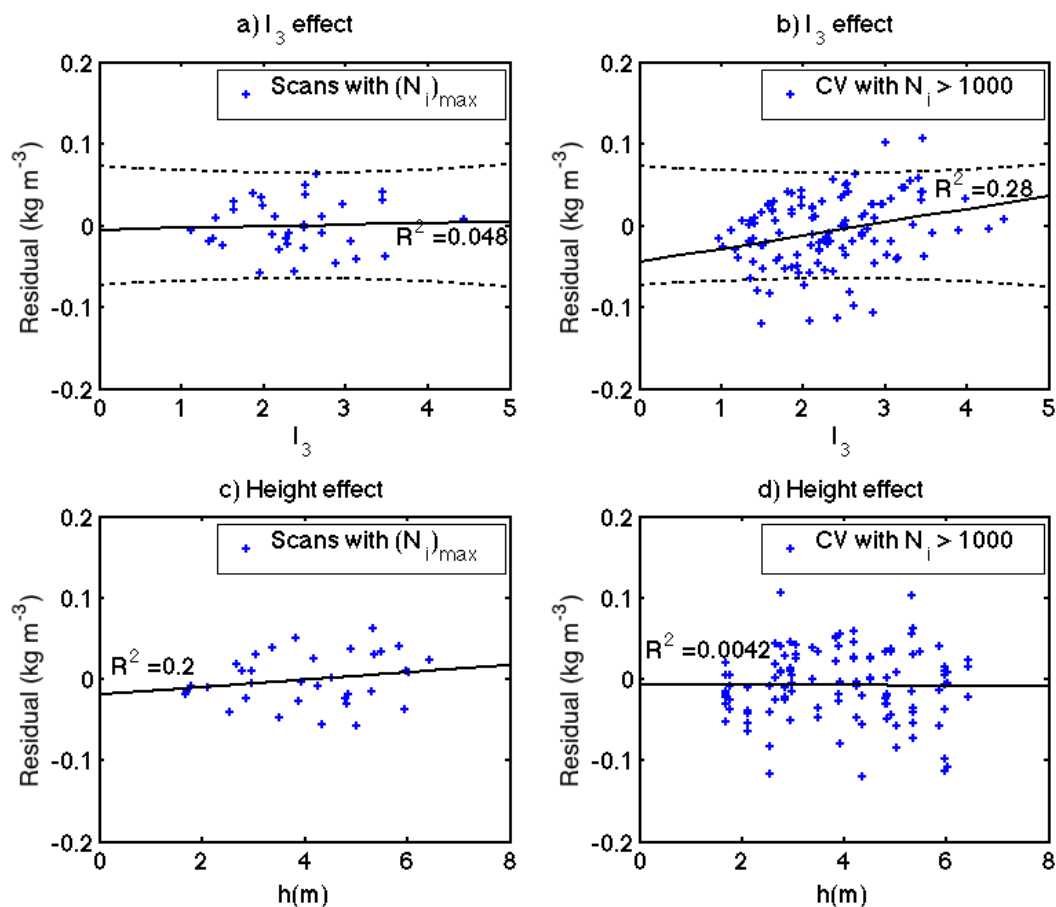 a) I₃ effect
0.2
0.1
0
-0.1
-0.2
Residual (kg m⁻³)
Scans with (Nᵢ)max
R² =0.048
0 1 2 3 4 5
I₃
b) I₃ effect
0.2
0.1
0
-0.1
-0.2
Residual (kg m⁻³)
CV with Nᵢ > 1000
R² =0.28
0 1 2 3 4 5
I₃
c) Height effect
0.2
0.1
0
-0.1
-0.2
Residual (kg m⁻³)
Scans with (Nᵢ)max
R² =0.2
0 2 4 6 8
h(m)
d) Height effect
0.2
0.1
0
-0.1
-0.2
Residual (kg m⁻³)
CV with Nᵢ > 1000
R² =0.0042
0 2 4 6 8
h(m)